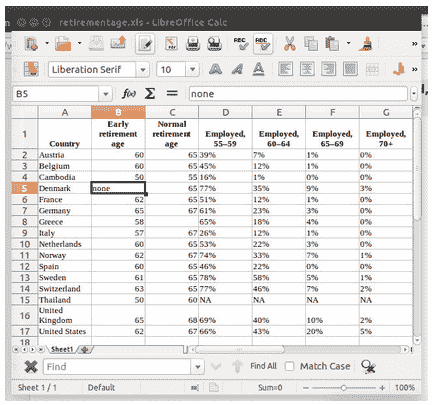 retirementage.xls - LibreOffice Calc
ABC ABC
Liberation Serif 10 A A A
B5 f(x) Σ = none
A B C D E F G
1 Country Early retirement age Normal retirement age Employed, 55–59 Employed, 60–64 Employed, 65–69 Employed, 70+
2 Austria 60 65 39% 7% 1% 0%
3 Belgium 60 65 45% 12% 1% 0%
4 Cambodia 50 55 16% 1% 0% 0%
5 Denmark none 65 77% 35% 9% 3%
6 France 62 65 51% 12% 1% 0%
7 Germany 65 67 61% 23% 3% 0%
8 Greece 58 65% 18% 4% 0%
9 Italy 57 67 26% 12% 1% 0%
10 Netherlands 60 65 53% 22% 3% 0%
11 Norway 62 67 74% 33% 7% 1%
12 Spain 60 65 46% 22% 0% 0%
13 Sweden 61 65 78% 58% 5% 1%
14 Switzerland 63 65 77% 46% 7% 2%
15 Thailand 50 60 NA NA NA NA
16 United Kingdom 65 68 69% 40% 10% 2%
17 United States 62 67 66% 43% 20% 5%
18
Sheet1
Find Find All Match Case
Sheet 1 / 1 Default Sum=0 100%